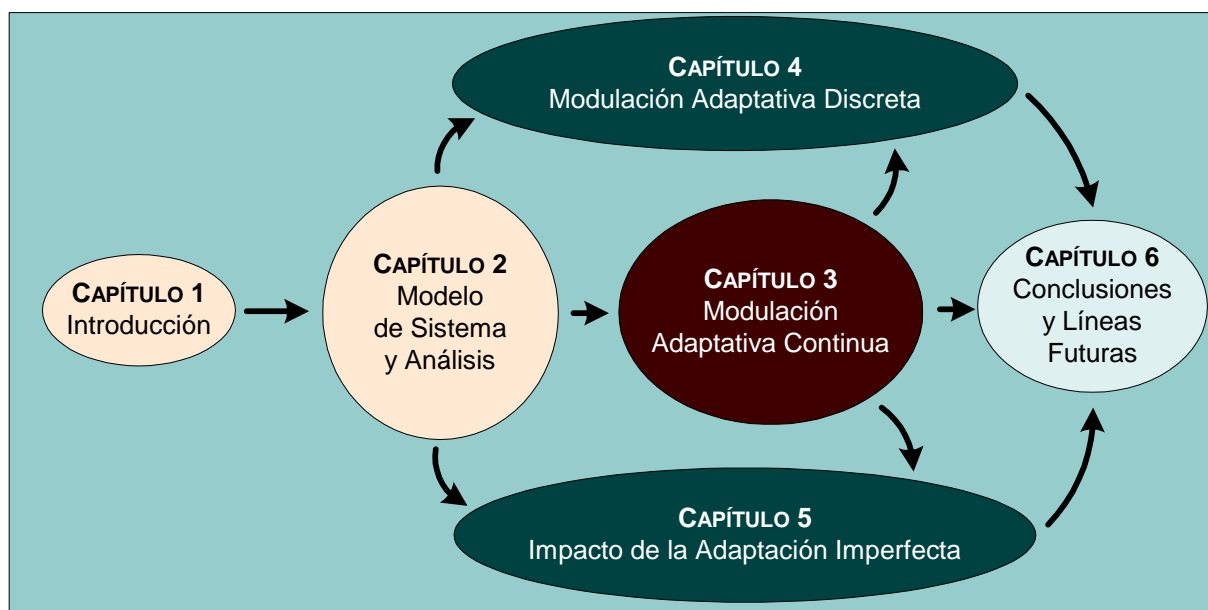 CAPÍTULO 1
Introducción
CAPÍTULO 2
Modelo
de Sistema
y Análisis
CAPÍTULO 4
Modulación Adaptativa Discreta
CAPÍTULO 3
Modulación
Adaptativa Continua
CAPÍTULO 5
Impacto de la Adaptación Imperfecta
CAPÍTULO 6
Conclusiones
y Líneas
Futuras